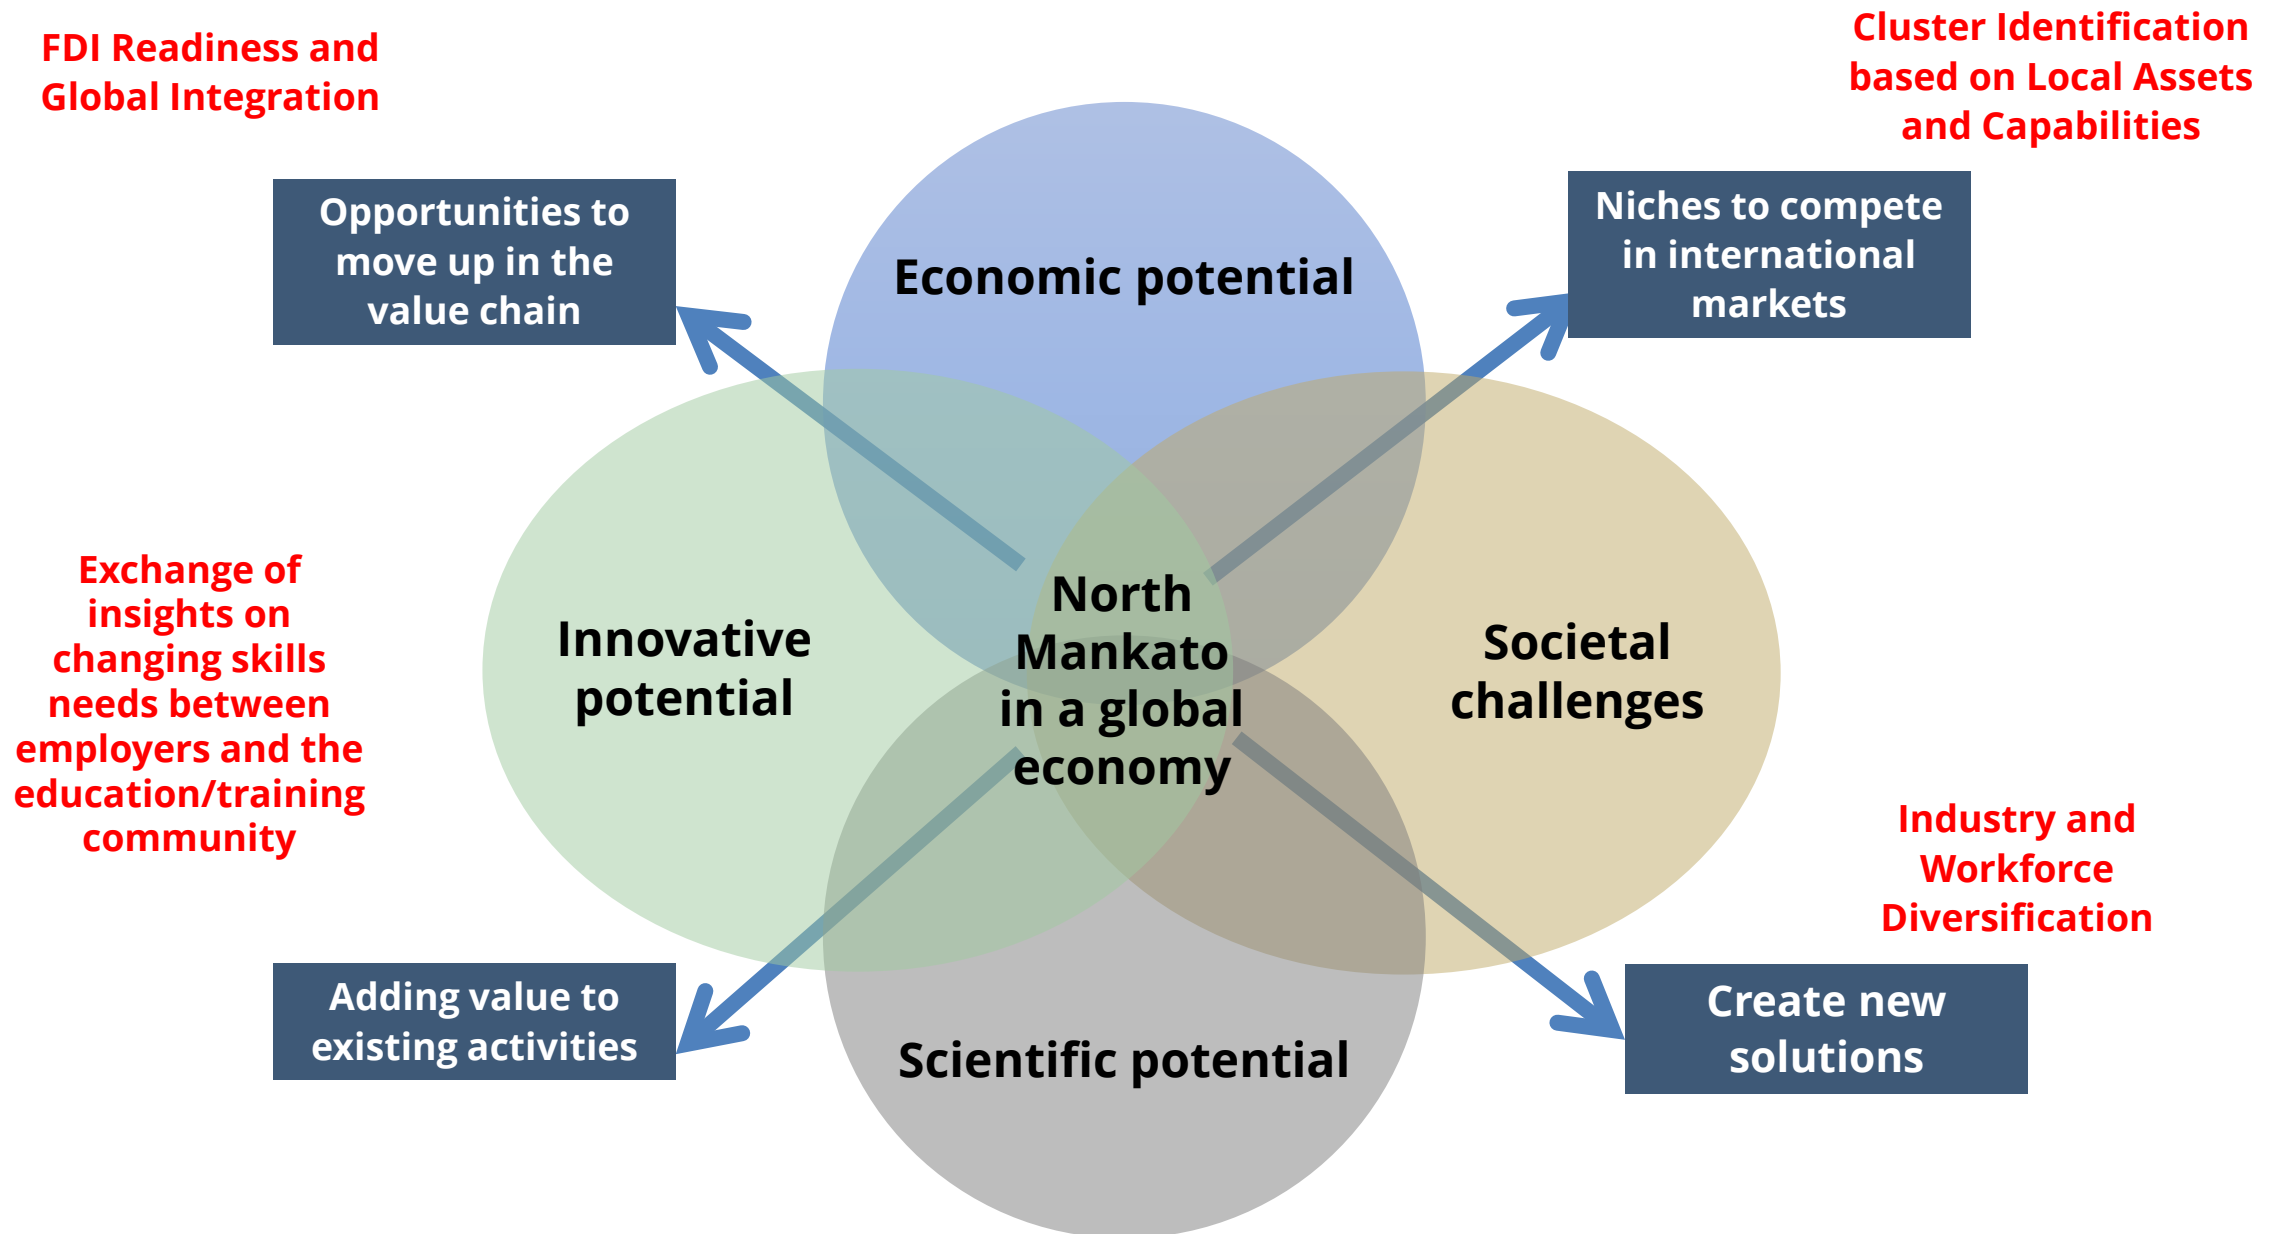 FDI Readiness and
Global Integration
Cluster Identification
based on Local Assets
and Capabilities
Opportunities to
move up in the
value chain
Niches to compete
in international
markets
Economic potential
Exchange of
insights on
changing skills
needs between
employers and the
education/training
community
Innovative
potential
North
Mankato
in a global
economy
Societal
challenges
Industry and
Workforce
Diversification
Adding value to
existing activities
Scientific potential
Create new
solutions